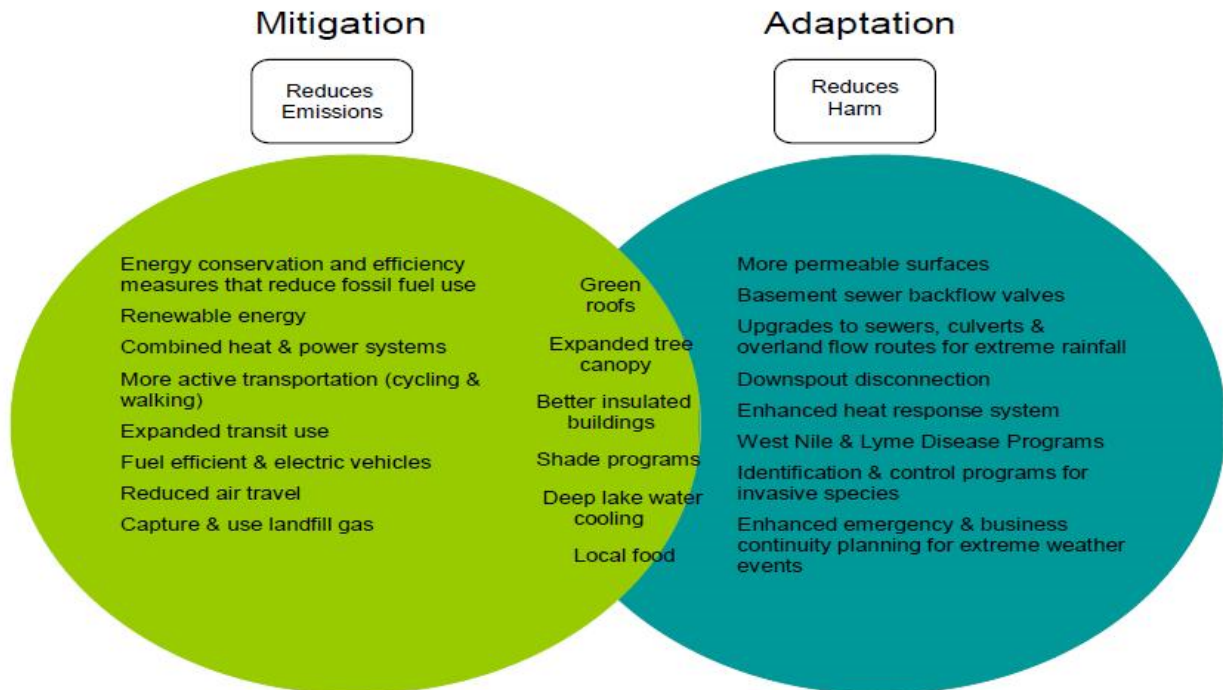 Mitigation
Reduces
Emissions
Energy conservation and efficiency
measures that reduce fossil fuel use
Renewable energy
Combined heat & power systems
More active transportation (cycling &
walking)
Expanded transit use
Fuel efficient & electric vehicles
Reduced air travel
Capture & use landfill gas
Green
roofs
Expanded tree
canopy
Better insulated
buildings
Shade programs
Deep lake water
cooling
Local food
Adaptation
Reduces
Harm
More permeable surfaces
Basement sewer backflow valves
Upgrades to sewers, culverts &
overland flow routes for extreme rainfall
Downspout disconnection
Enhanced heat response system
West Nile & Lyme Disease Programs
Identification & control programs for
invasive species
Enhanced emergency & business
continuity planning for extreme weather
events